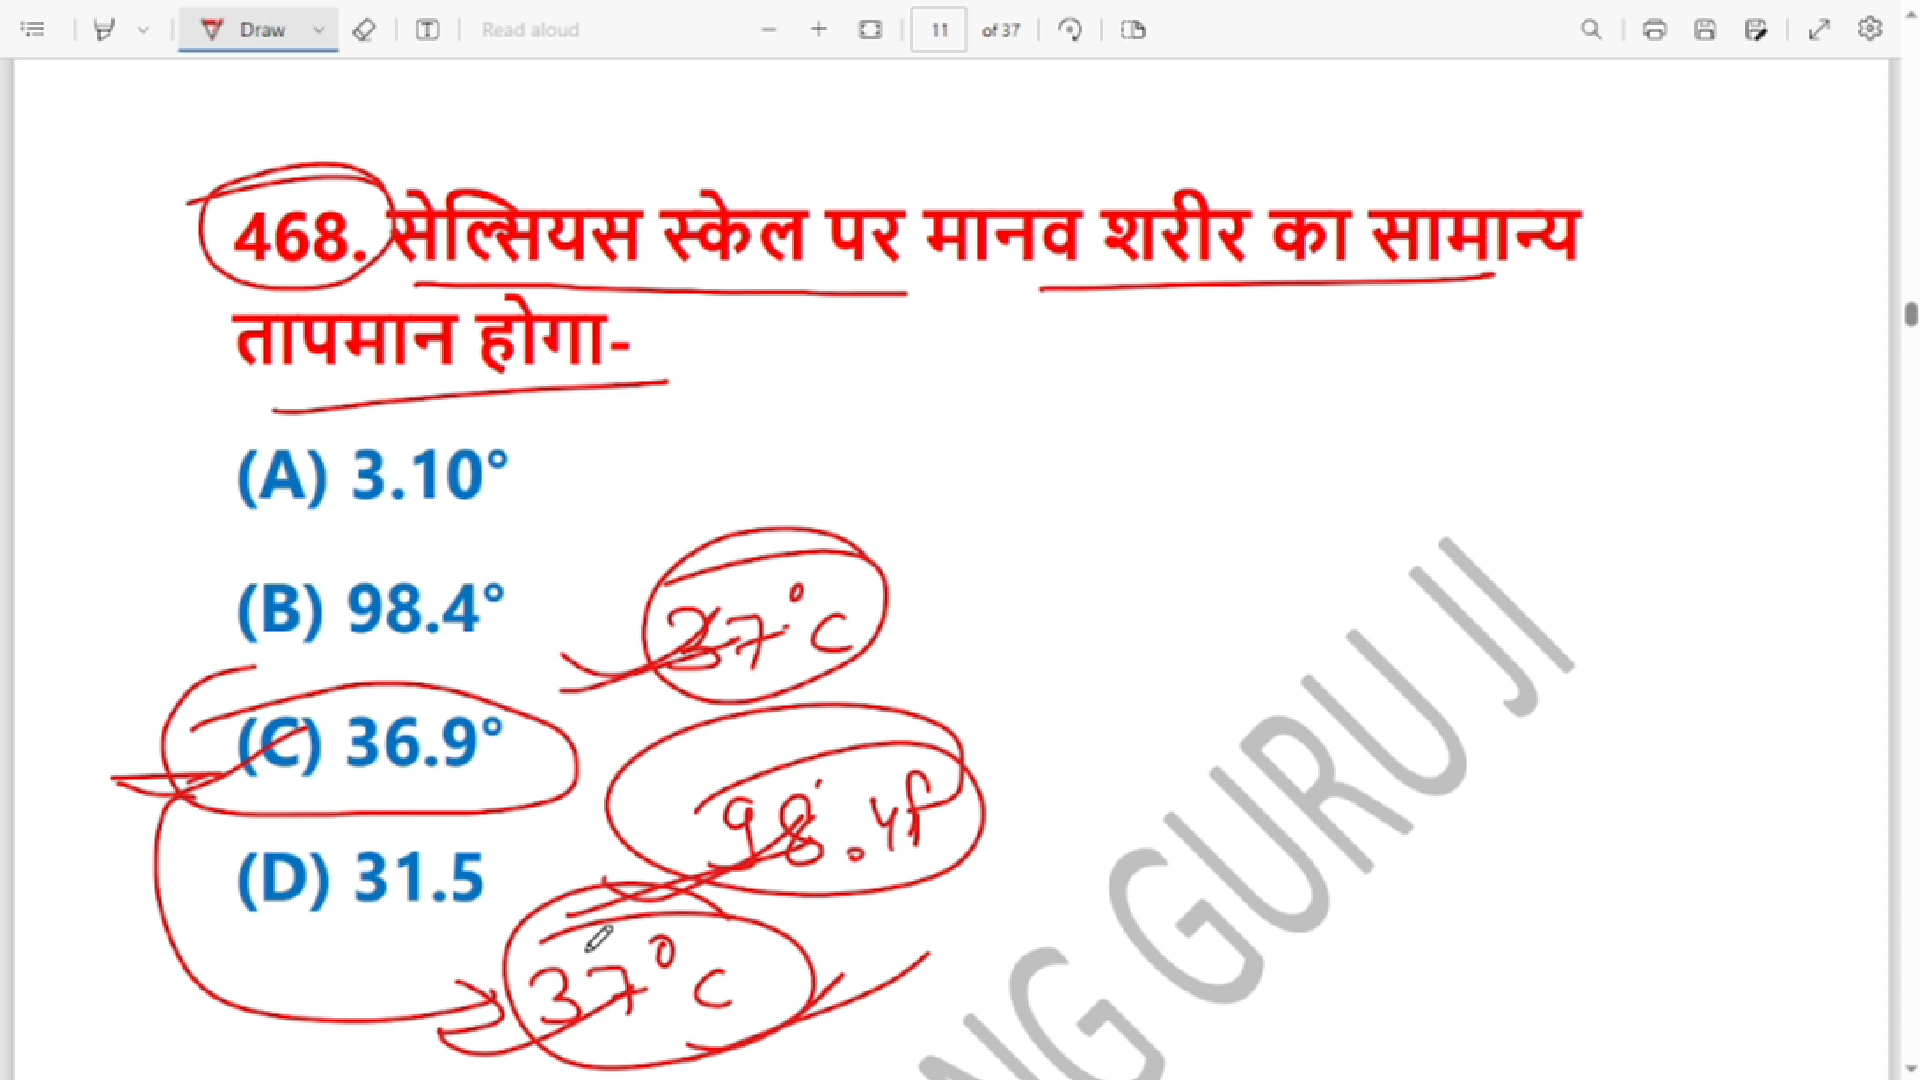 Draw
Read aloud
11 of 37
468. सेल्सियस स्केल पर मानव शरीर का सामान्य
तापमान होगा-
(A) 3.10°
(B) 98.4°
37°C
(C) 36.9°
98.4f
(D) 31.5
37°C
NG GURU JI